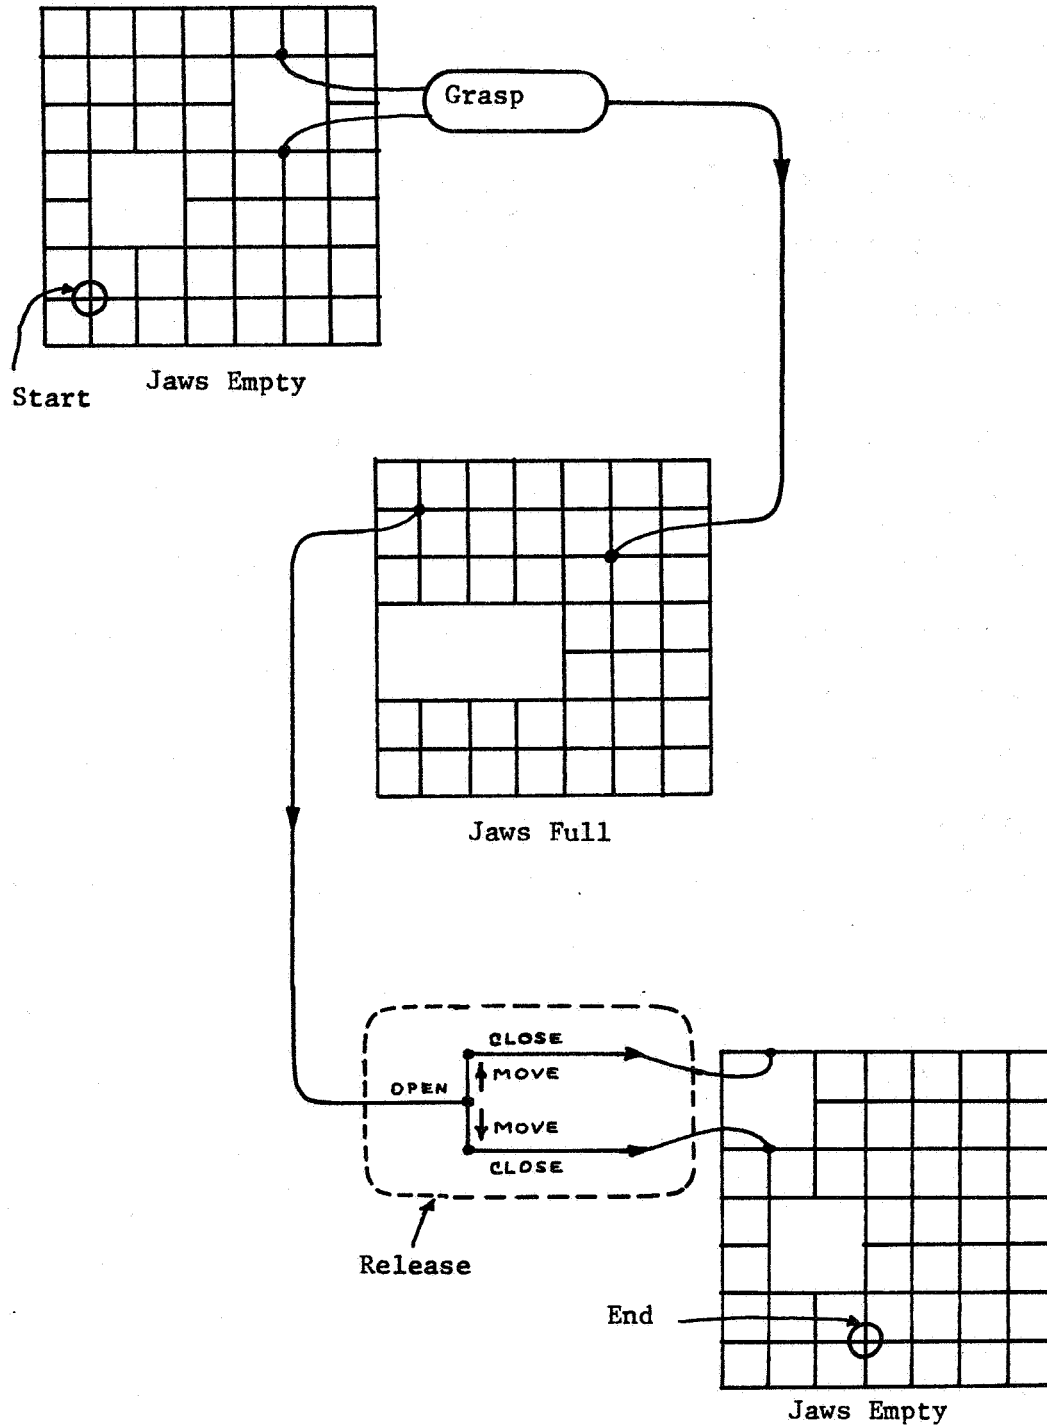 Grasp
Start
Jaws Empty
Jaws Full
CLOSE
MOVE
OPEN
MOVE
CLOSE
Release
End
Jaws Empty